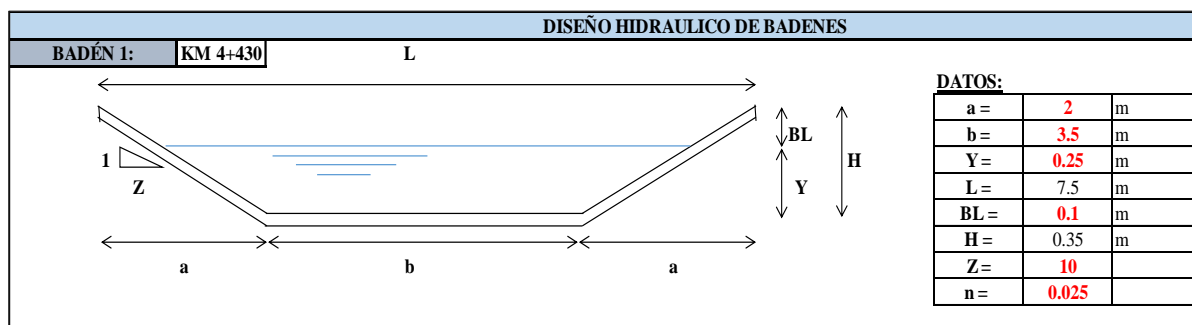 DISEÑO HIDRAULICO DE BADENES
BADÉN 1: KM 4+430
L
BL
H
Y
1
Z
a b a
DATOS:
a = 2 m
b = 3.5 m
Y = 0.25 m
L = 7.5 m
BL = 0.1 m
H = 0.35 m
Z = 10
n = 0.025